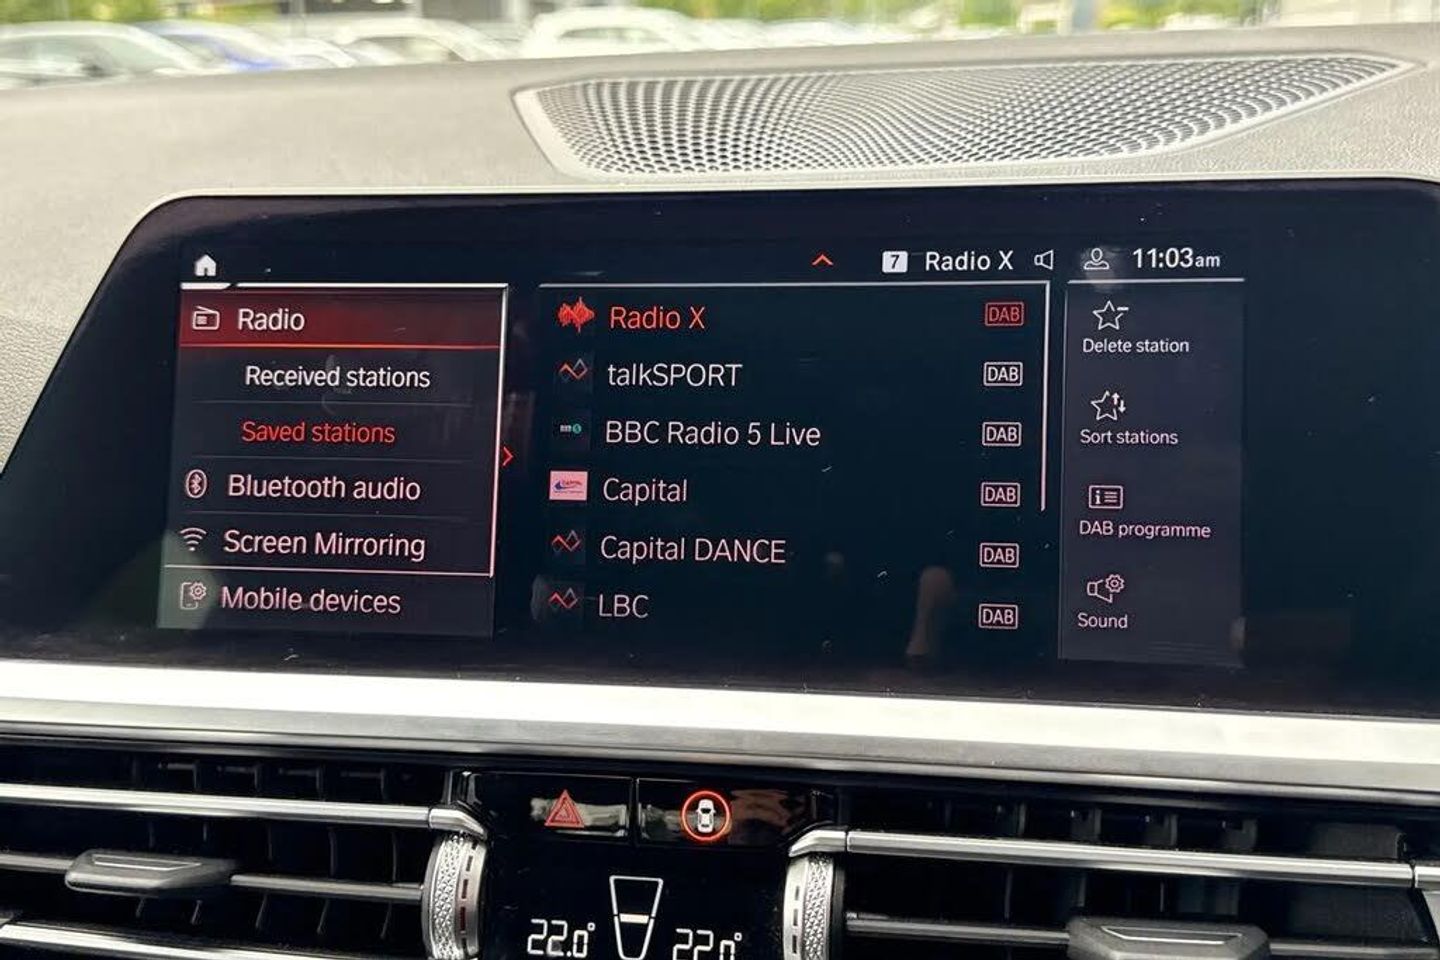 7 Radio X 11:03am
Radio
Received stations
Saved stations
Bluetooth audio
Screen Mirroring
Mobile devices
Radio X DAB
talkSPORT DAB
BBC Radio 5 Live DAB
Capital DAB
Capital DANCE DAB
LBC DAB
Delete station
Sort stations
DAB programme
Sound
22.0° 22.0°